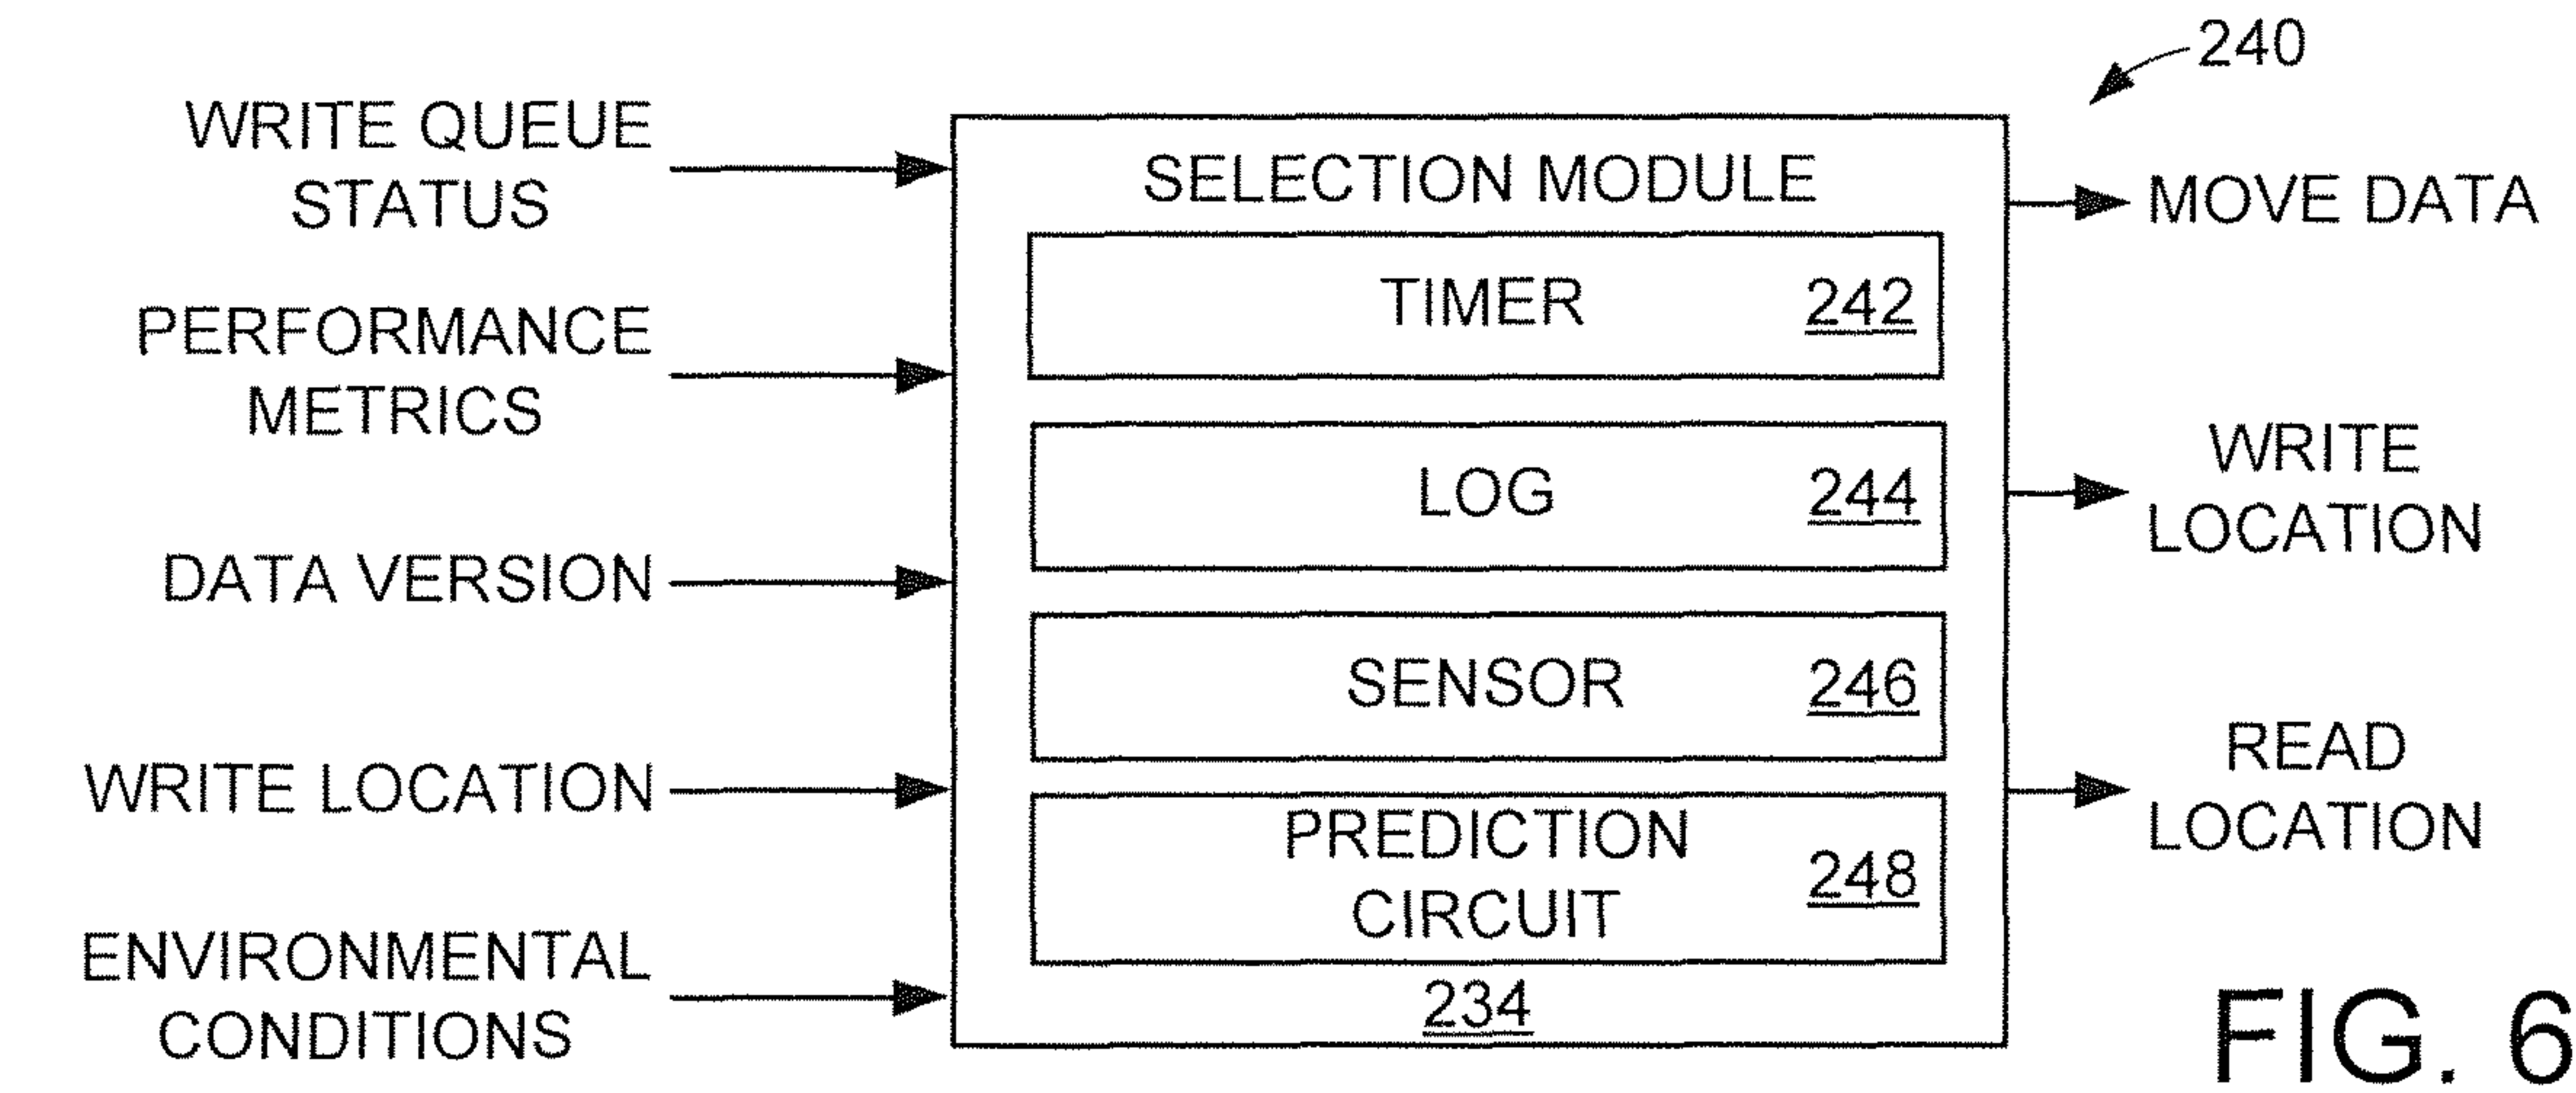 240
WRITE QUEUE
STATUS
PERFORMANCE
METRICS
DATA VERSION
WRITE LOCATION
ENVIRONMENTAL
CONDITIONS
SELECTION MODULE
TIMER 242
LOG 244
SENSOR 246
PREDICTION
CIRCUIT 248
234
MOVE DATA
WRITE
LOCATION
READ
LOCATION
FIG. 6